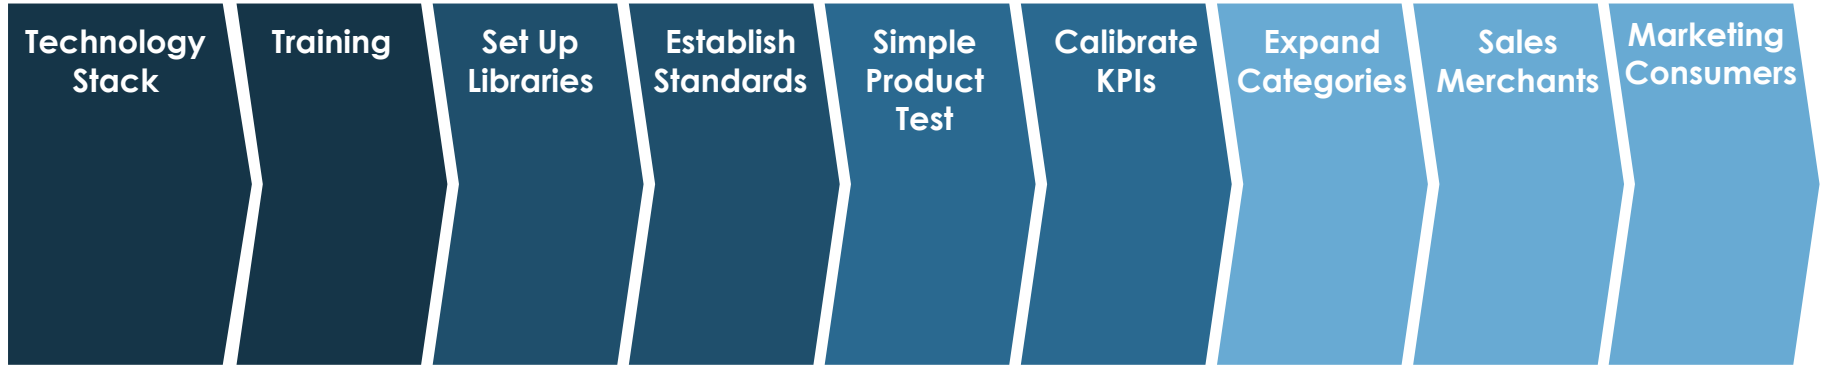 Technology
Stack
Training
Set Up
Libraries
Establish
Standards
Simple
Product
Test
Calibrate
KPIs
Expand
Categories
Sales
Merchants
Marketing
Consumers